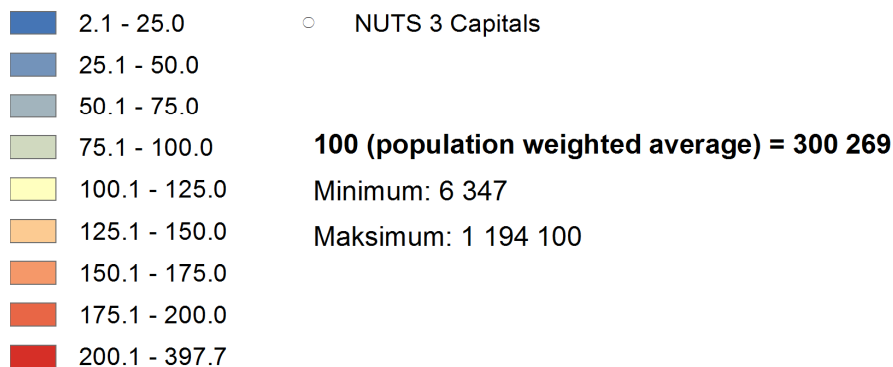 2.1 - 25.0
25.1 - 50.0
50.1 - 75.0
75.1 - 100.0
100.1 - 125.0
125.1 - 150.0
150.1 - 175.0
175.1 - 200.0
200.1 - 397.7
NUTS 3 Capitals
100 (population weighted average) = 300 269
Minimum: 6 347
Maksimum: 1 194 100